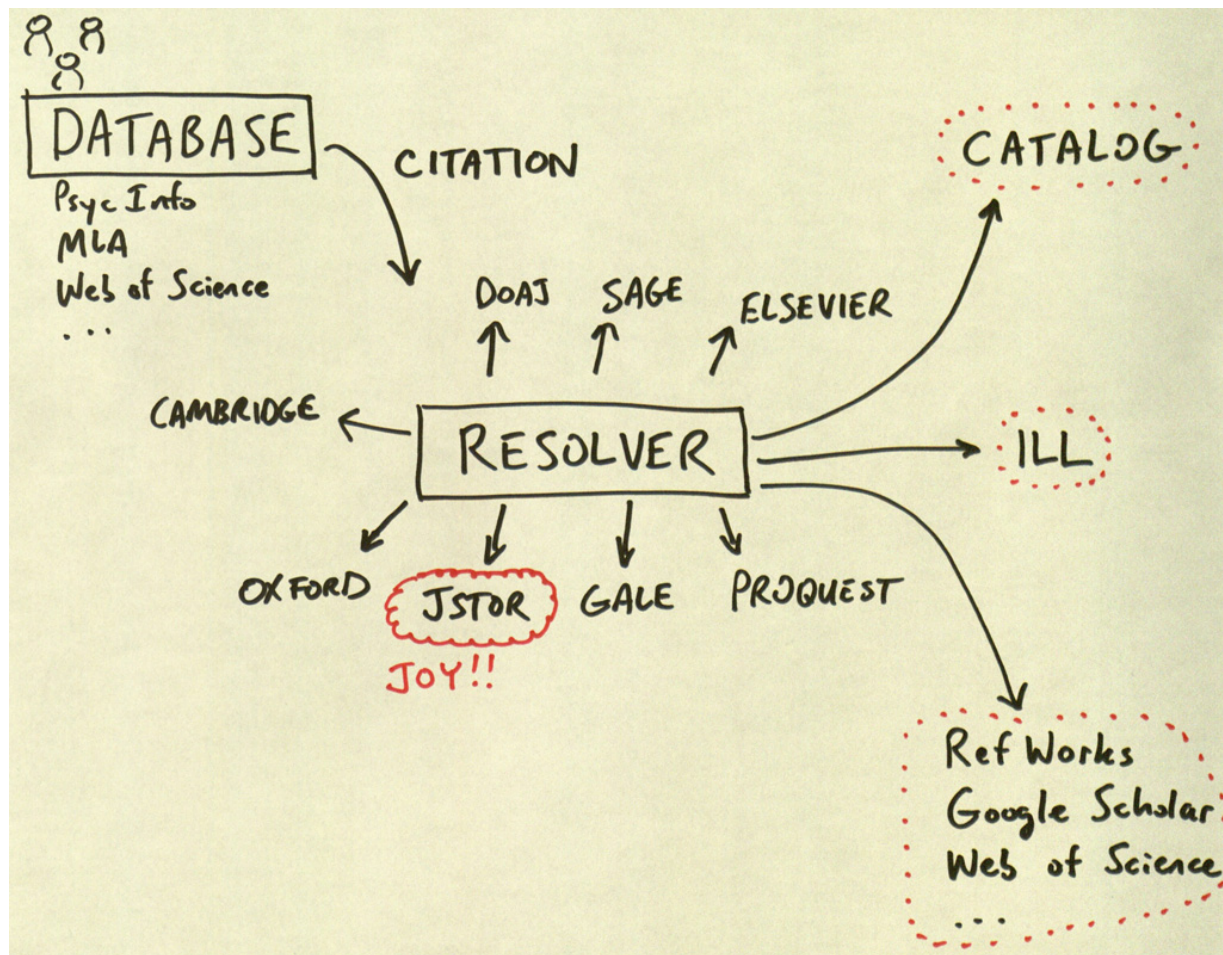 DATABASE
Psyc Info
MLA
Web of Science
...
CITATION
CATALOG
DOAJ
SAGE
ELSEVIER
CAMBRIDGE
RESOLVER
ILL
OXFORD
JSTOR
GALE
PROQUEST
JOY!!
Ref Works
Google Scholar
Web of Science
...